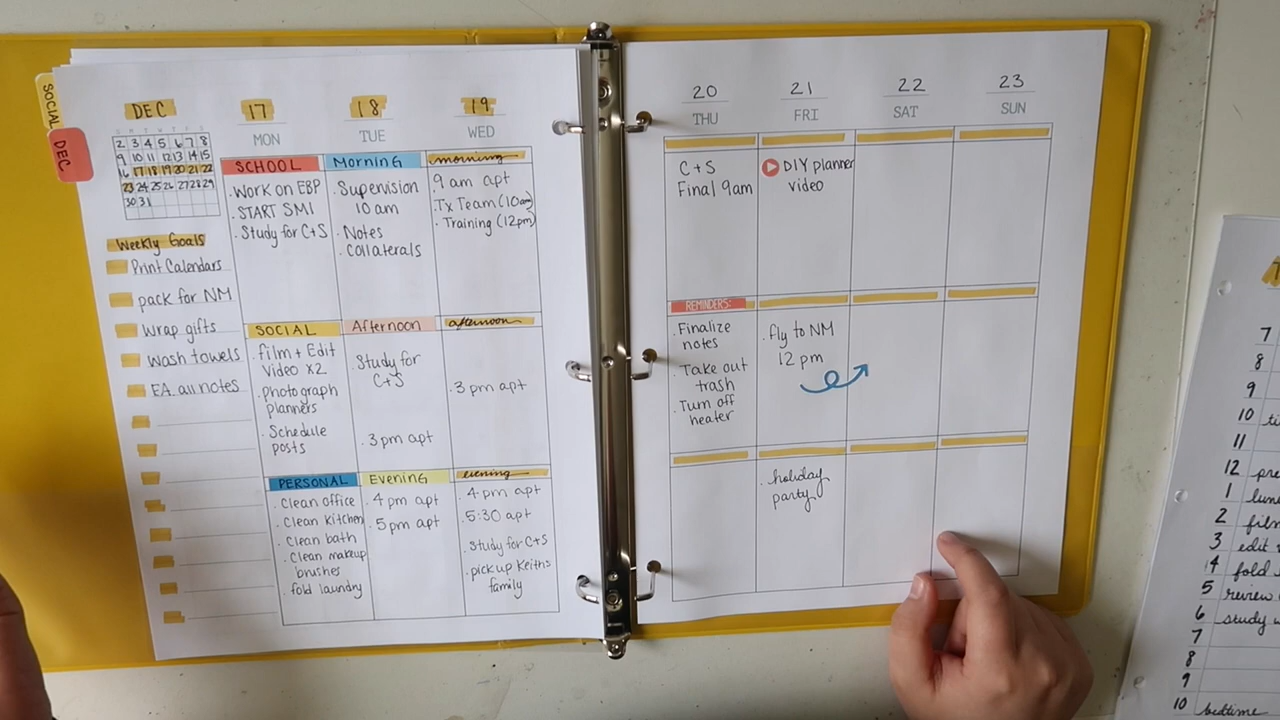 SOCIAL
DEC
DEC
S M T W T F S
2 3 4 5 6 7 8
9 10 11 12 13 14 15
16 17 18 19 20 21 22
23 24 25 26 27 28 29
30 31
Weekly Goals
Print Calendars
pack for NM
Wrap gifts
Wash towels
EA. all notes
17
MON
SCHOOL
· Work on EBP
· START SMI
· Study for C+S
SOCIAL
· film + Edit
video x2
· Photograph
planners
· Schedule
posts
PERSONAL
· Clean office
· Clean kitchen
· Clean bath
· Clean makeup
brushes
· fold laundry
18
TUE
Morning
· Supervision
10 am
· Notes
· Collaterals
Afternoon
Study for
C+S
· 3 pm apt
Evening
· 4 pm apt
· 5 pm apt
19
WED
morning
· 9 am apt
· Tx Team (10am)
· Training (12pm)
afternoon
· 3 pm apt
evening
· 4 pm apt
· 5:30 apt
· Study for C+S
· pick up Keiths
family
20
THU
C+S
Final 9am
REMINDERS:
· Finalize
notes
· Take out
trash
· Turn off
heater
21
FRI
DIY planner
video
· fly to NM
12 pm
· holiday
party
22
SAT
23
SUN
7
8
9
10
11
12
1 lun
2 film
3 edit
4 fold
5 review
6 study
7
8
9
10 bedtime